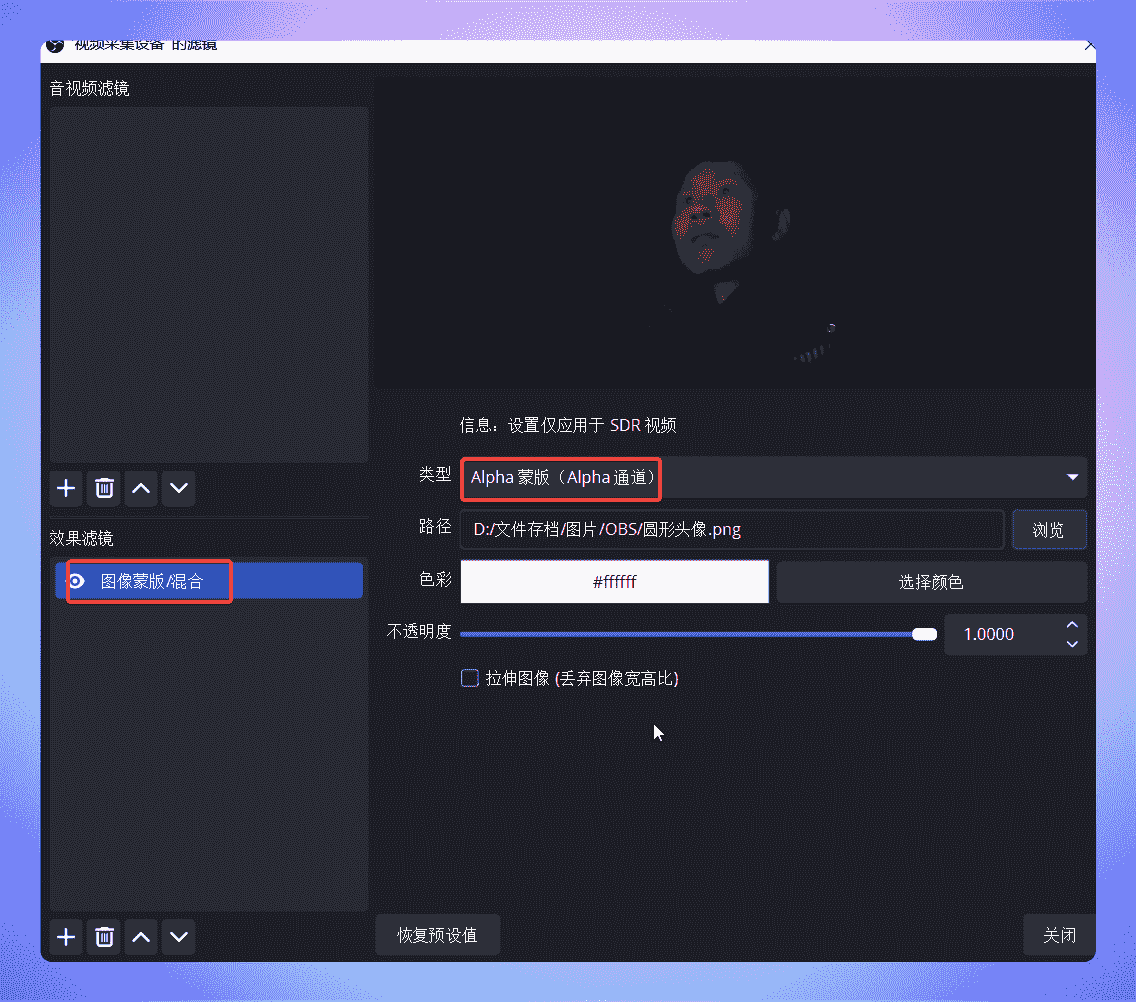 视频采集设备"的滤镜
音视频滤镜
信息：设置仅应用于 SDR 视频
类型
Alpha 蒙版（Alpha 通道）
路径
D:/文件存档/图片/OBS/圆形头像.png
浏览
效果滤镜
图像蒙版/混合
色彩
#ffffff
选择颜色
不透明度
1.0000
拉伸图像 (丢弃图像宽高比)
恢复预设值
关闭